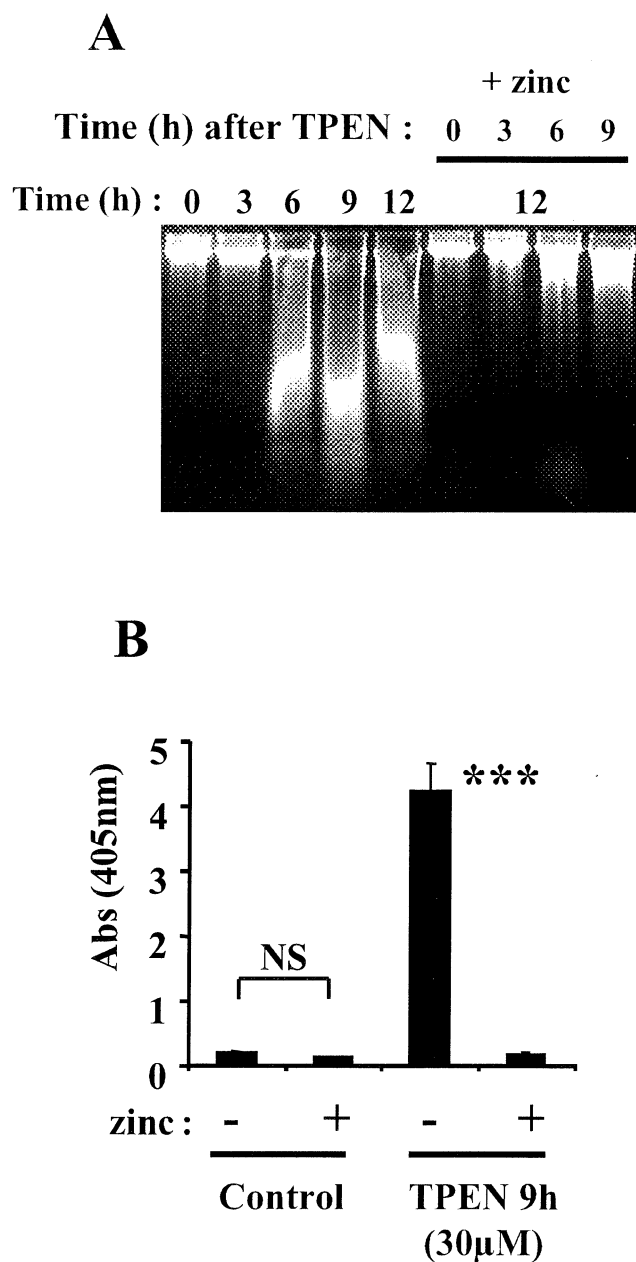 A
+ zinc
Time (h) after TPEN : 0 3 6 9
Time (h) : 0 3 6 9 12 12
B
5
4
3
2
1
0
Abs (405nm)
NS
***
zinc : - + - +
Control TPEN 9h
(30μM)